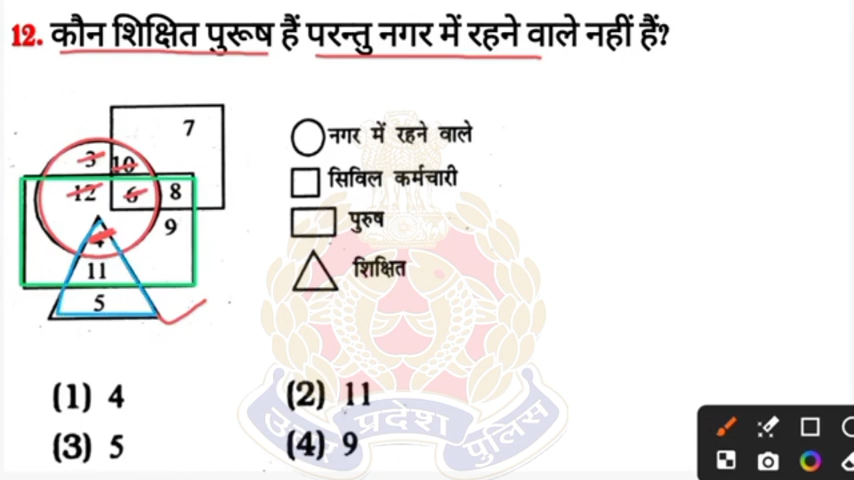 12. कौन शिक्षित पुरूष हैं परन्तु नगर में रहने वाले नहीं हैं?
7
3 10
12 6 8
9
4
11
5
नगर में रहने वाले
सिविल कर्मचारी
पुरुष
शिक्षित
(1) 4 (2) 11
(3) 5 (4) 9
उत्तर प्रदेश पुलिस